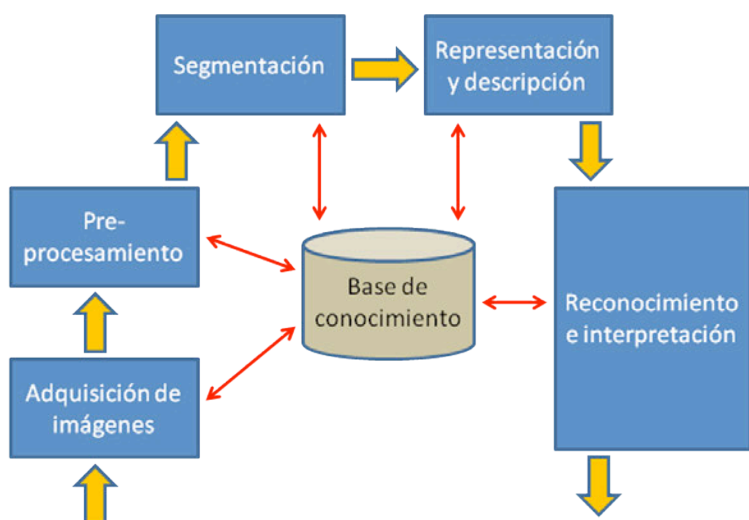 Segmentación
Representación
y descripción
Pre-
procesamiento
Base de
conocimiento
Reconocimiento
e interpretación
Adquisición de
imágenes